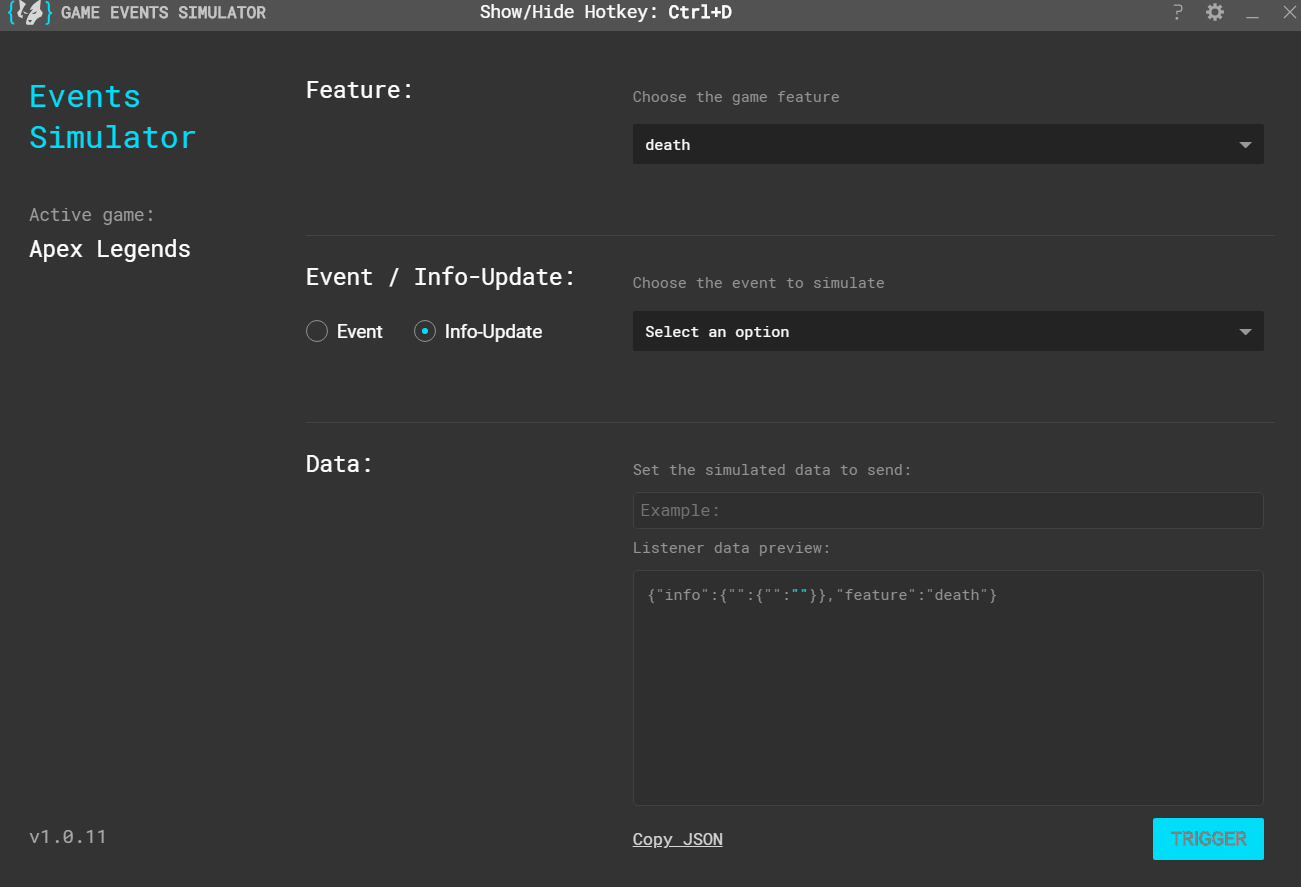 GAME EVENTS SIMULATOR
Show/Hide Hotkey: Ctrl+D
?
Events
Simulator
Active game:
Apex Legends
Feature:
Choose the game feature
death
Event / Info-Update:
Event
Info-Update
Choose the event to simulate
Select an option
Data:
Set the simulated data to send:
Example:
Listener data preview:
{"info":{"":{"":""}},"feature":"death"}
v1.0.11
Copy JSON
TRIGGER